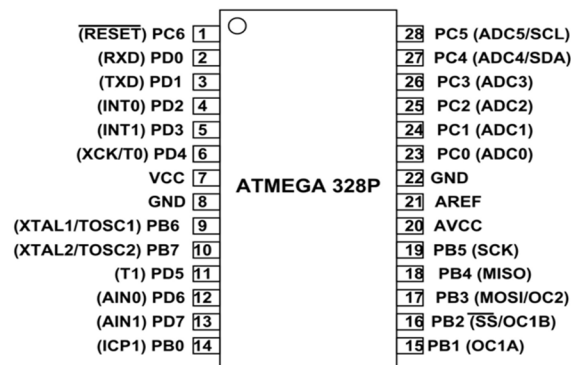 (RESET) PC6 1
(RXD) PD0 2
(TXD) PD1 3
(INT0) PD2 4
(INT1) PD3 5
(XCK/T0) PD4 6
VCC 7
GND 8
(XTAL1/TOSC1) PB6 9
(XTAL2/TOSC2) PB7 10
(T1) PD5 11
(AIN0) PD6 12
(AIN1) PD7 13
(ICP1) PB0 14
ATMEGA 328P
28 PC5 (ADC5/SCL)
27 PC4 (ADC4/SDA)
26 PC3 (ADC3)
25 PC2 (ADC2)
24 PC1 (ADC1)
23 PC0 (ADC0)
22 GND
21 AREF
20 AVCC
19 PB5 (SCK)
18 PB4 (MISO)
17 PB3 (MOSI/OC2)
16 PB2 (SS/OC1B)
15 PB1 (OC1A)